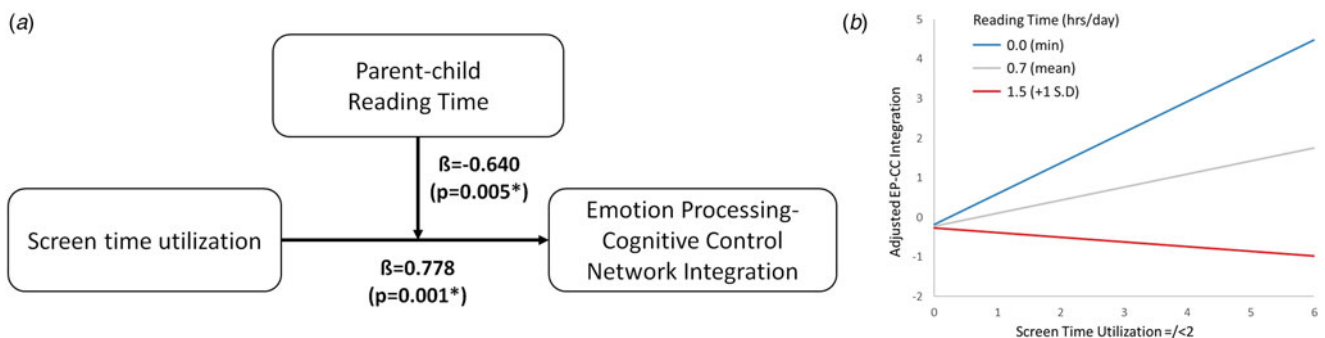 (a)
Parent-child
Reading Time
ß=-0.640
(p=0.005*)
Screen time utilization
ß=0.778
(p=0.001*)
Emotion Processing-
Cognitive Control
Network Integration
(b)
Reading Time (hrs/day)
0.0 (min)
0.7 (mean)
1.5 (+1 S.D)
Adjusted EP-CC Integration
5
4
3
2
1
0
-1
-2
0 1 2 3 4 5 6
Screen Time Utilization =/<2